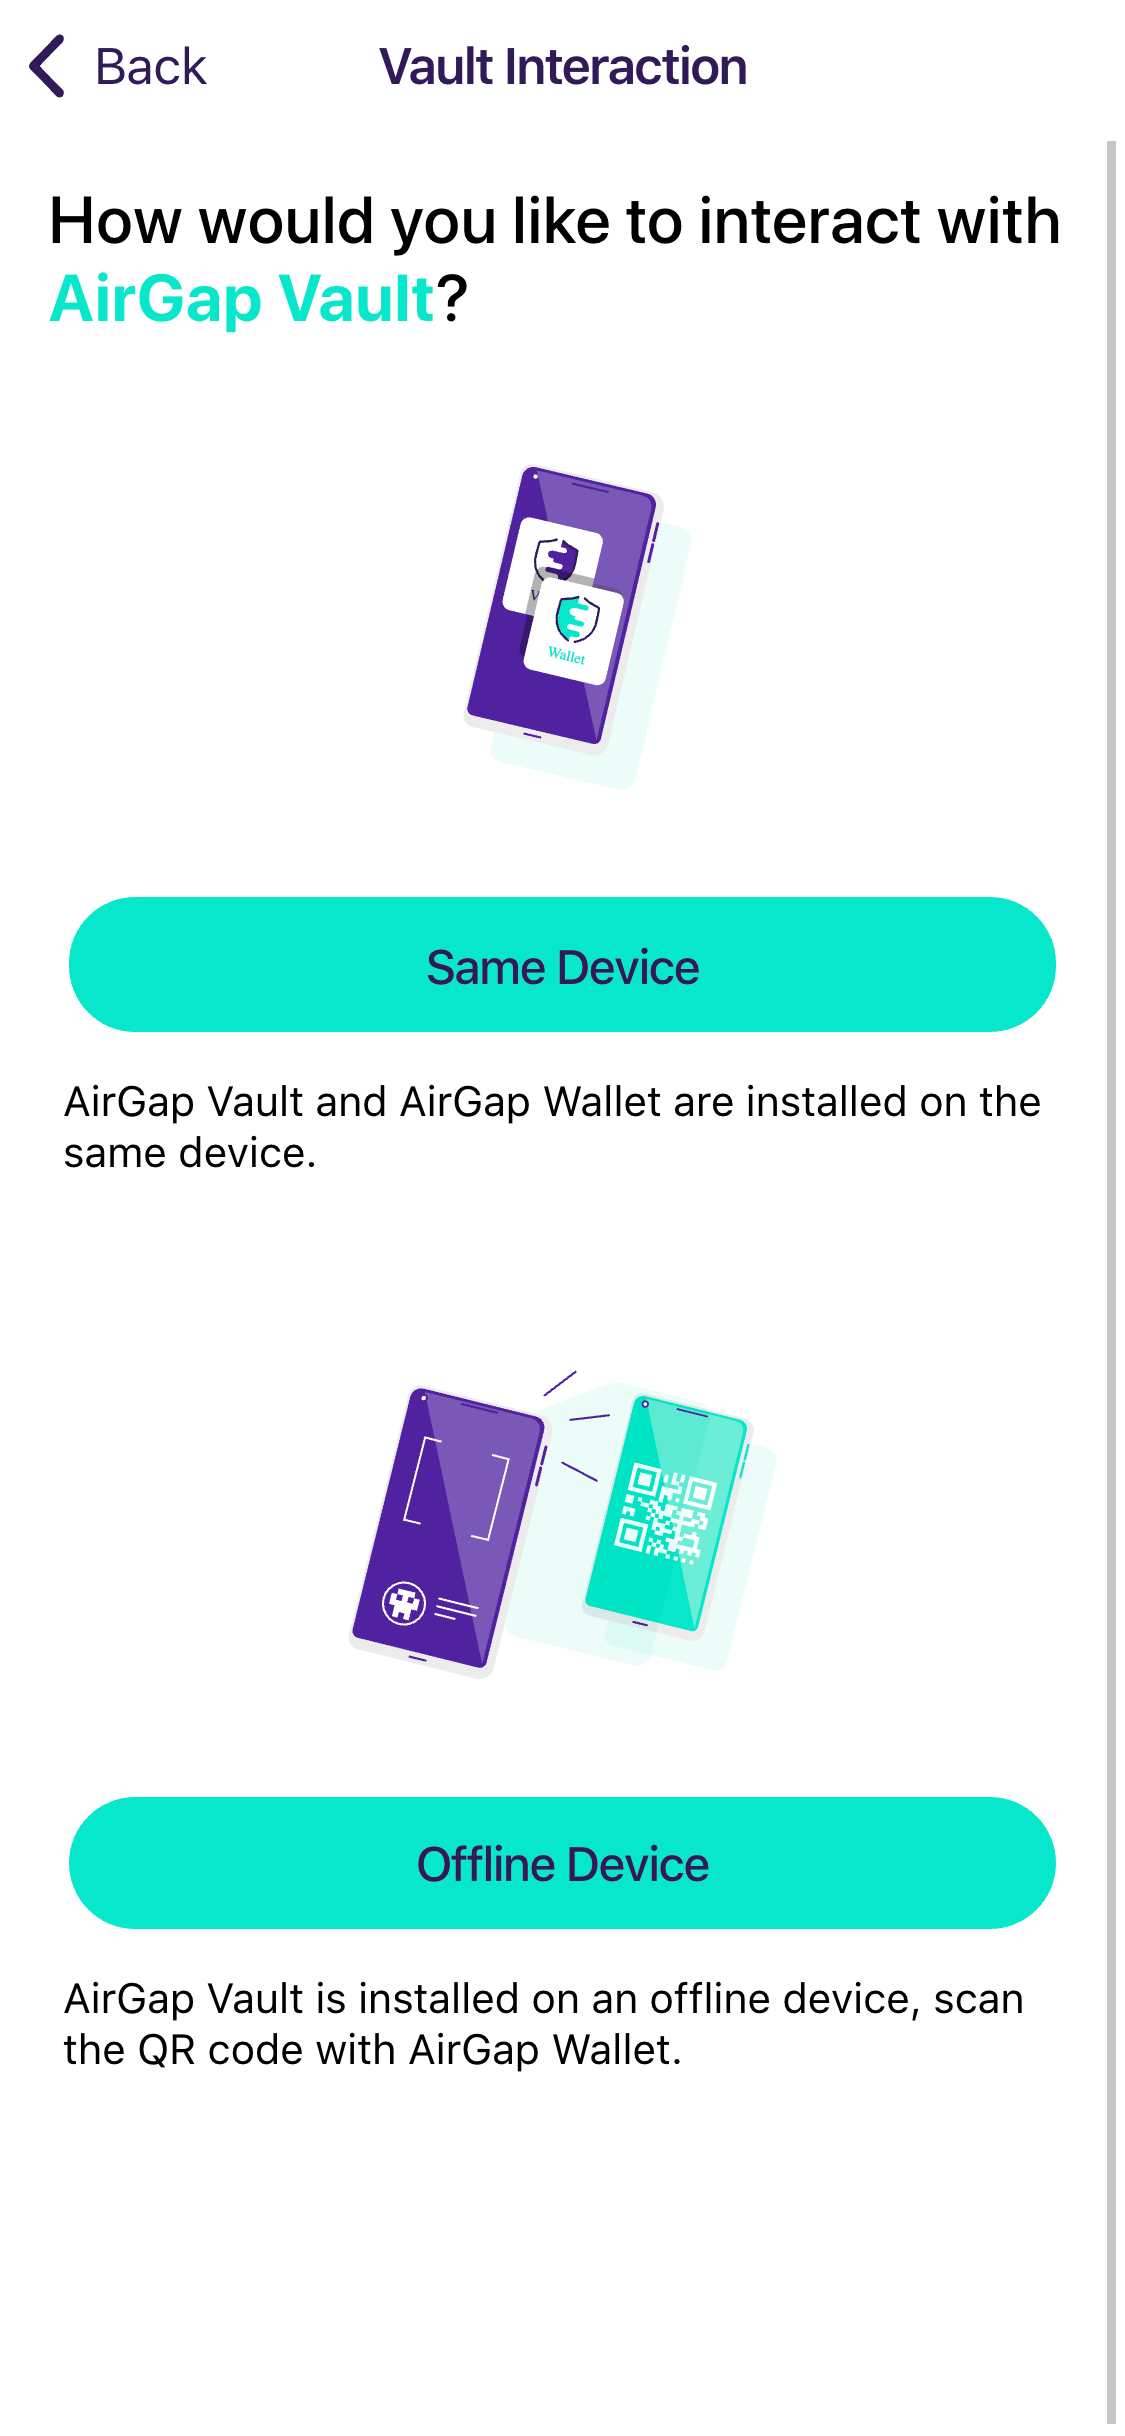 Back
Vault Interaction
How would you like to interact with
AirGap Vault?
Wallet
Same Device
AirGap Vault and AirGap Wallet are installed on the
same device.
Offline Device
AirGap Vault is installed on an offline device, scan
the QR code with AirGap Wallet.